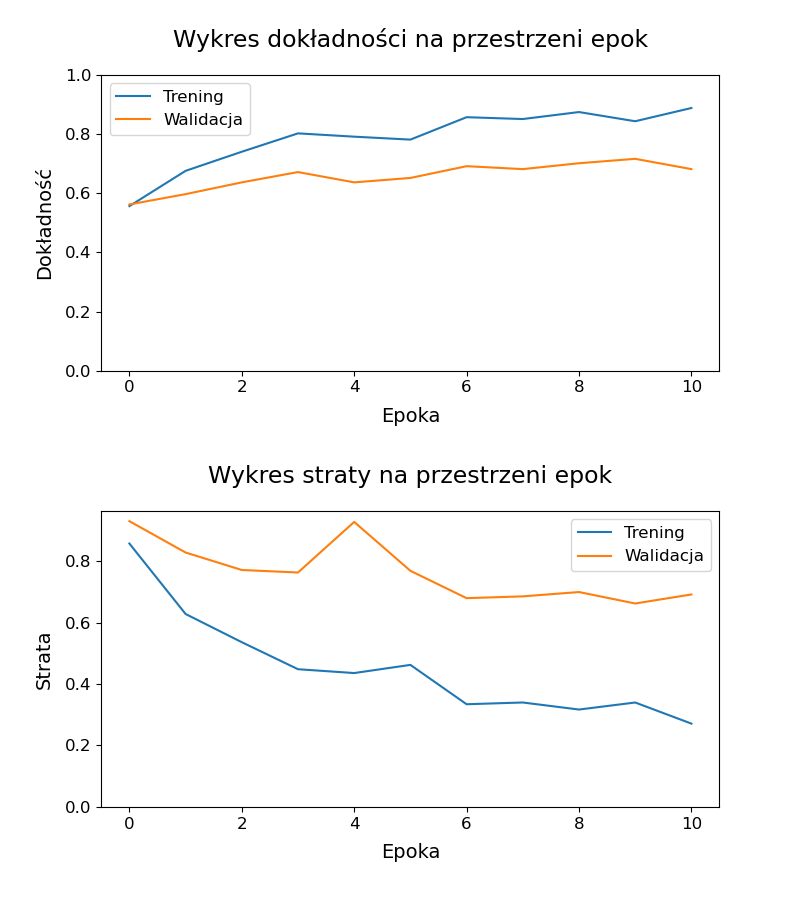 Wykres dokładności na przestrzeni epok
1.0
0.8
0.6
0.4
0.2
0.0
Dokładność
Trening
Walidacja
0 2 4 6 8 10
Epoka
Wykres straty na przestrzeni epok
0.8
0.6
0.4
0.2
0.0
Strata
Trening
Walidacja
0 2 4 6 8 10
Epoka